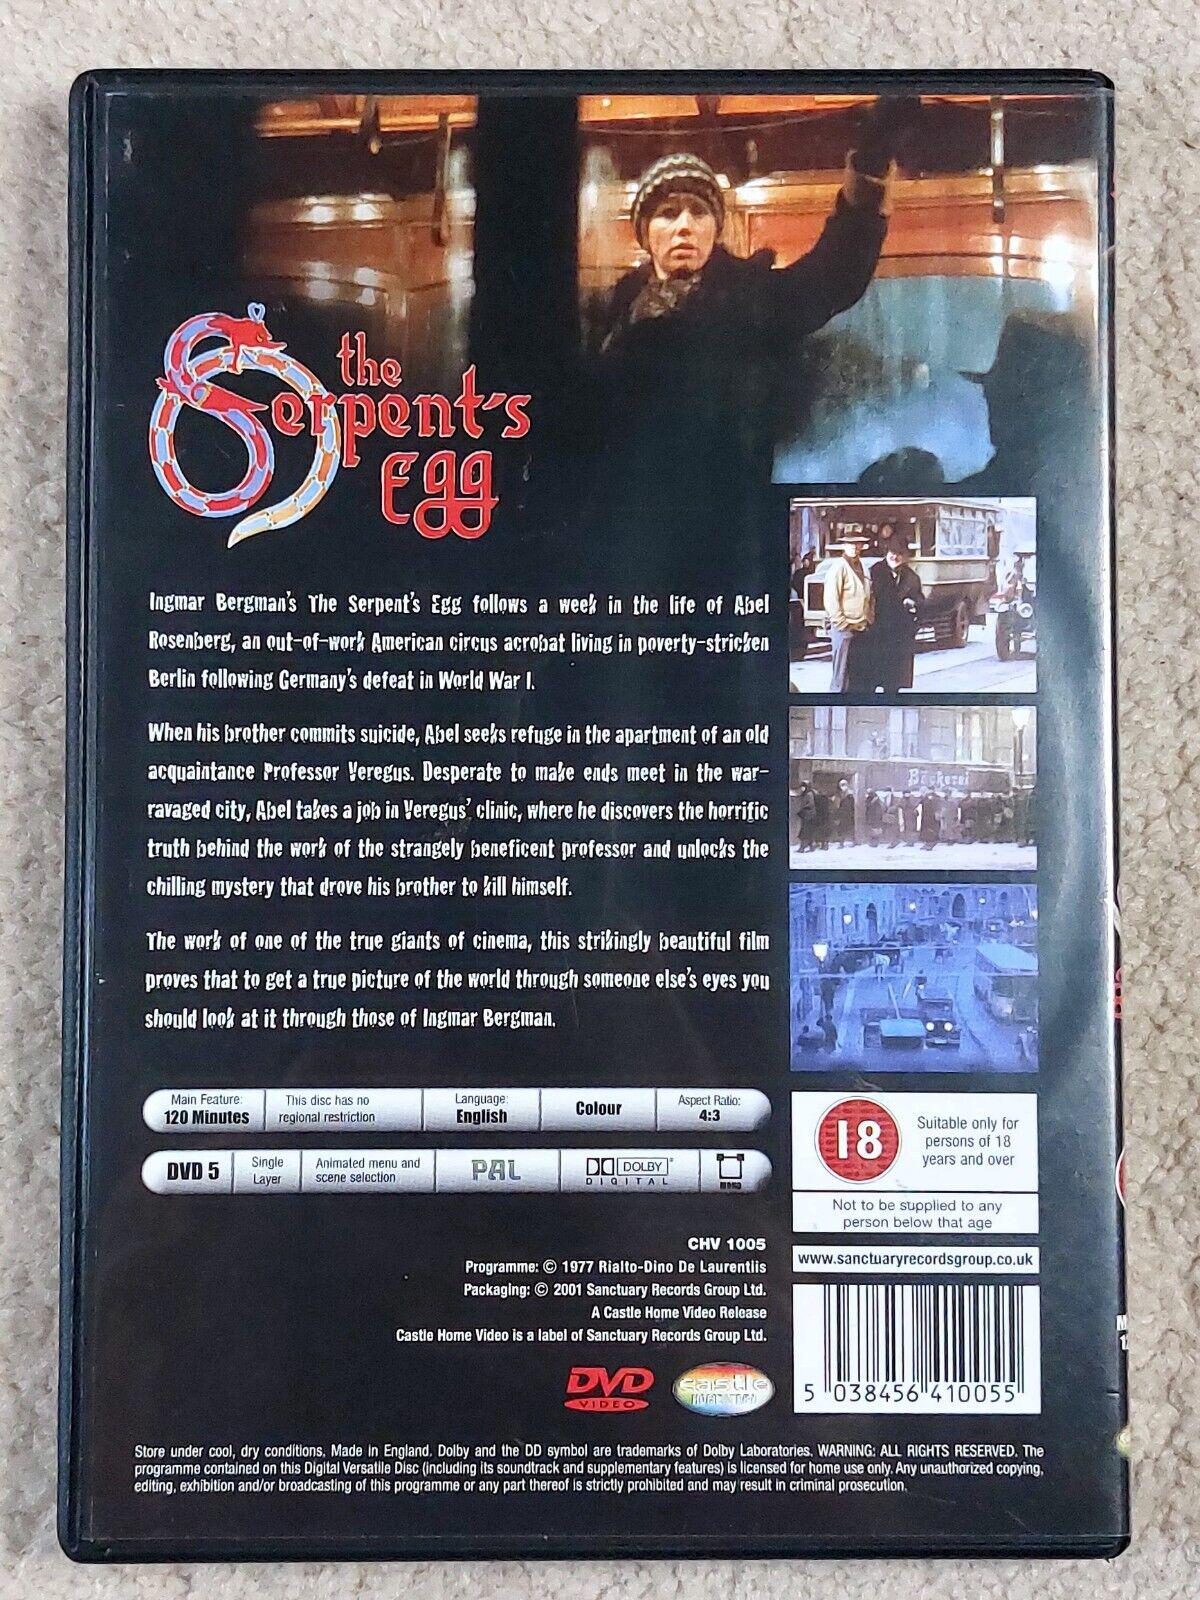 the
Serpent's
Egg
Ingmar Bergman's The Serpent's Egg follows a week in the life of Abel
Rosenberg, an out-of-work American circus acrobat living in poverty-stricken
Berlin following Germany's defeat in World War I.
When his brother commits suicide, Abel seeks refuge in the apartment of an old
acquaintance Professor Veregus. Desperate to make ends meet in the war-
ravaged city, Abel takes a job in Veregus' clinic, where he discovers the horrific
truth behind the work of the strangely beneficent professor and unlocks the
chilling mystery that drove his brother to kill himself.
The work of one of the true giants of cinema, this strikingly beautiful film
proves that to get a true picture of the world through someone else's eyes you
should look at it through those of Ingmar Bergman.
Bäckerei
Main Feature:
120 Minutes
This disc has no
regional restriction
Language:
English
Colour
Aspect Ratio:
4:3
DVD 5
Single
Layer
Animated menu and
scene selection
PAL
DOLBY
DIGITAL
MONO
18
Suitable only for
persons of 18
years and over
Not to be supplied to any
person below that age
www.sanctuaryrecordsgroup.co.uk
CHV 1005
Programme: © 1977 Rialto-Dino De Laurentiis
Packaging: © 2001 Sanctuary Records Group Ltd.
A Castle Home Video Release
Castle Home Video is a label of Sanctuary Records Group Ltd.
DVD
VIDEO
castle
HOME VIDEO
5 038456 410055
Store under cool, dry conditions, Made in England. Dolby and the DD symbol are trademarks of Dolby Laboratories. WARNING: ALL RIGHTS RESERVED. The
programme contained on this Digital Versatile Disc (including its soundtrack and supplementary features) is licensed for home use only. Any unauthorized copying,
editing, exhibition and/or broadcasting of this programme or any part thereof is strictly prohibited and may result in criminal prosecution.